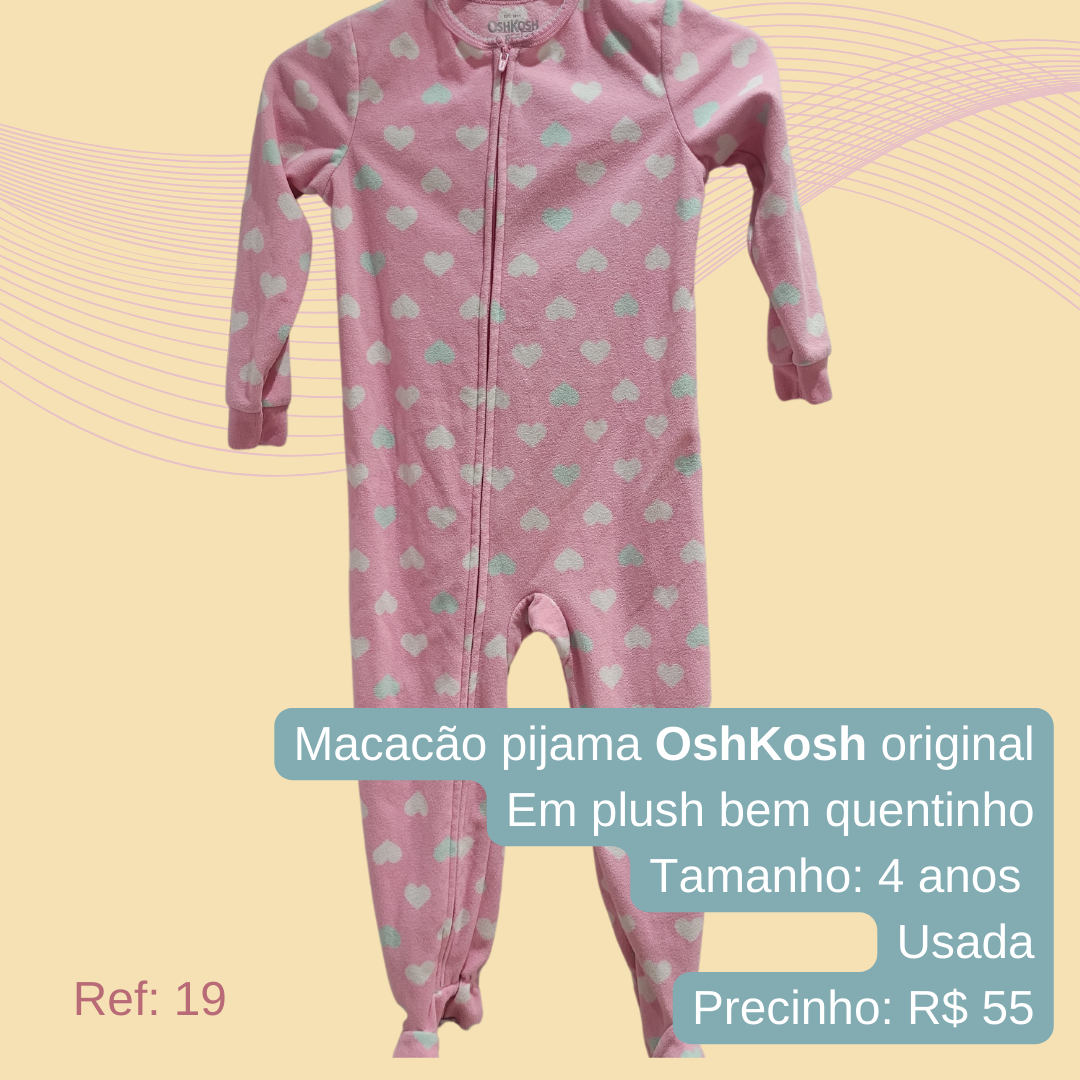 OSHKOSH
Macacão pijama OshKosh original
Em plush bem quentinho
Tamanho: 4 anos
Usada
Ref: 19
Precinho: R$ 55